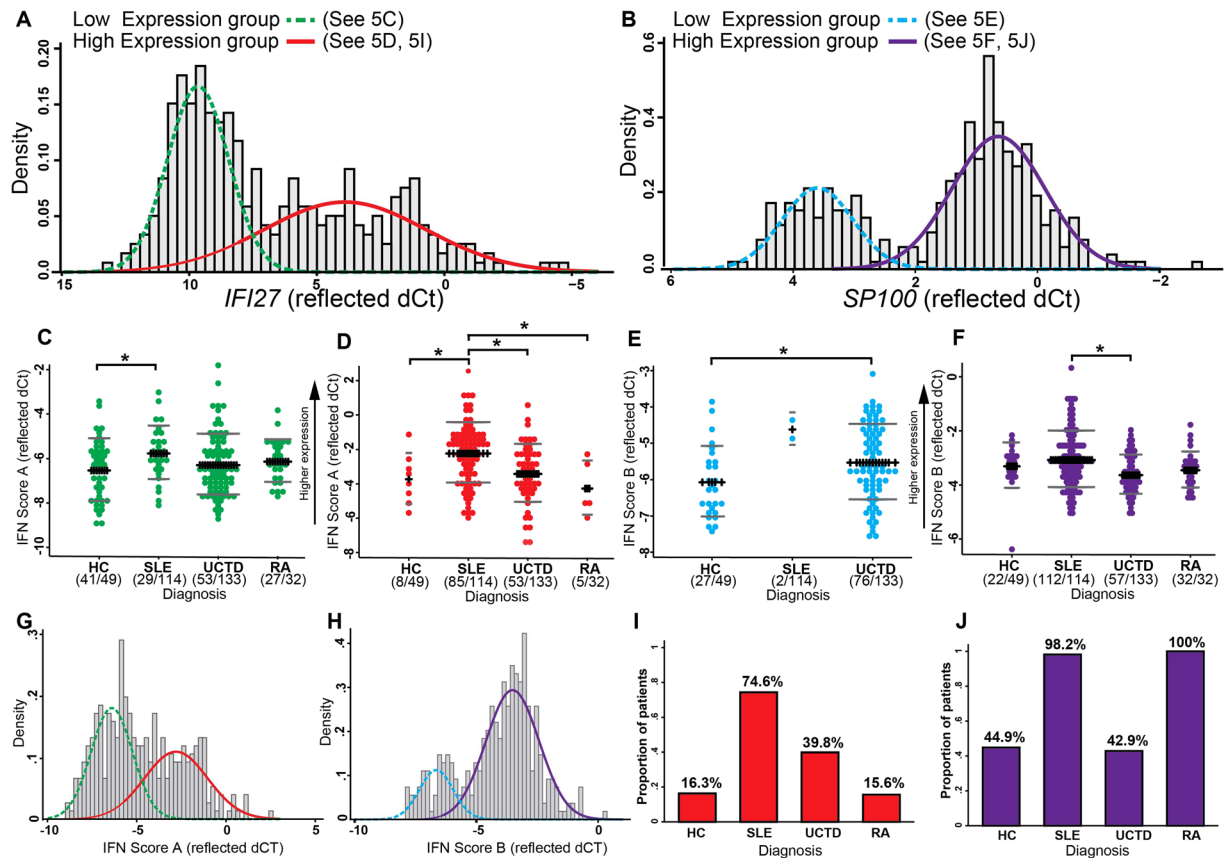 A
Low Expression group (See 5C)
High Expression group (See 5D, 5I)
Density
0.20
0.15
0.10
0.05
0.0
15 10 5 0 -5
IFI27 (reflected dCt)
B
Low Expression group (See 5E)
High Expression group (See 5F, 5J)
Density
0.6
0.4
0.2
0.0
6 4 2 0 -2
SP100 (reflected dCt)
C
*
IFN Score A (reflected dCt)
-2
-4
-6
-8
-10
Higher expression
HC SLE UCTD RA
(41/49) (29/114) (53/133) (27/32)
Diagnosis
D
*
*
*
IFN Score A (reflected dCt)
2
0
-2
-4
-6
-8
HC SLE UCTD RA
(8/49) (85/114) (53/133) (5/32)
Diagnosis
E
*
IFN Score B (reflected dCt)
-3
-4
-5
-6
-7
-8
Higher expression
HC SLE UCTD
(27/49) (2/114) (76/133)
Diagnosis
F
*
IFN Score B (reflected dCt)
0
-2
-4
-6
HC SLE UCTD RA
(22/49) (112/114) (57/133) (32/32)
Diagnosis
G
Density
.3
.2
.1
0
-10 -5 0 5
IFN Score A (reflected dCT)
H
Density
.4
.3
.2
.1
0
-10 -5 0
IFN Score B (reflected dCT)
I
Proportion of patients
1
.8
.6
.4
.2
0
16.3%
74.6%
39.8%
15.6%
HC SLE UCTD RA
Diagnosis
J
Proportion of patients
1
.8
.6
.4
.2
0
44.9%
98.2%
42.9%
100%
HC SLE UCTD RA
Diagnosis